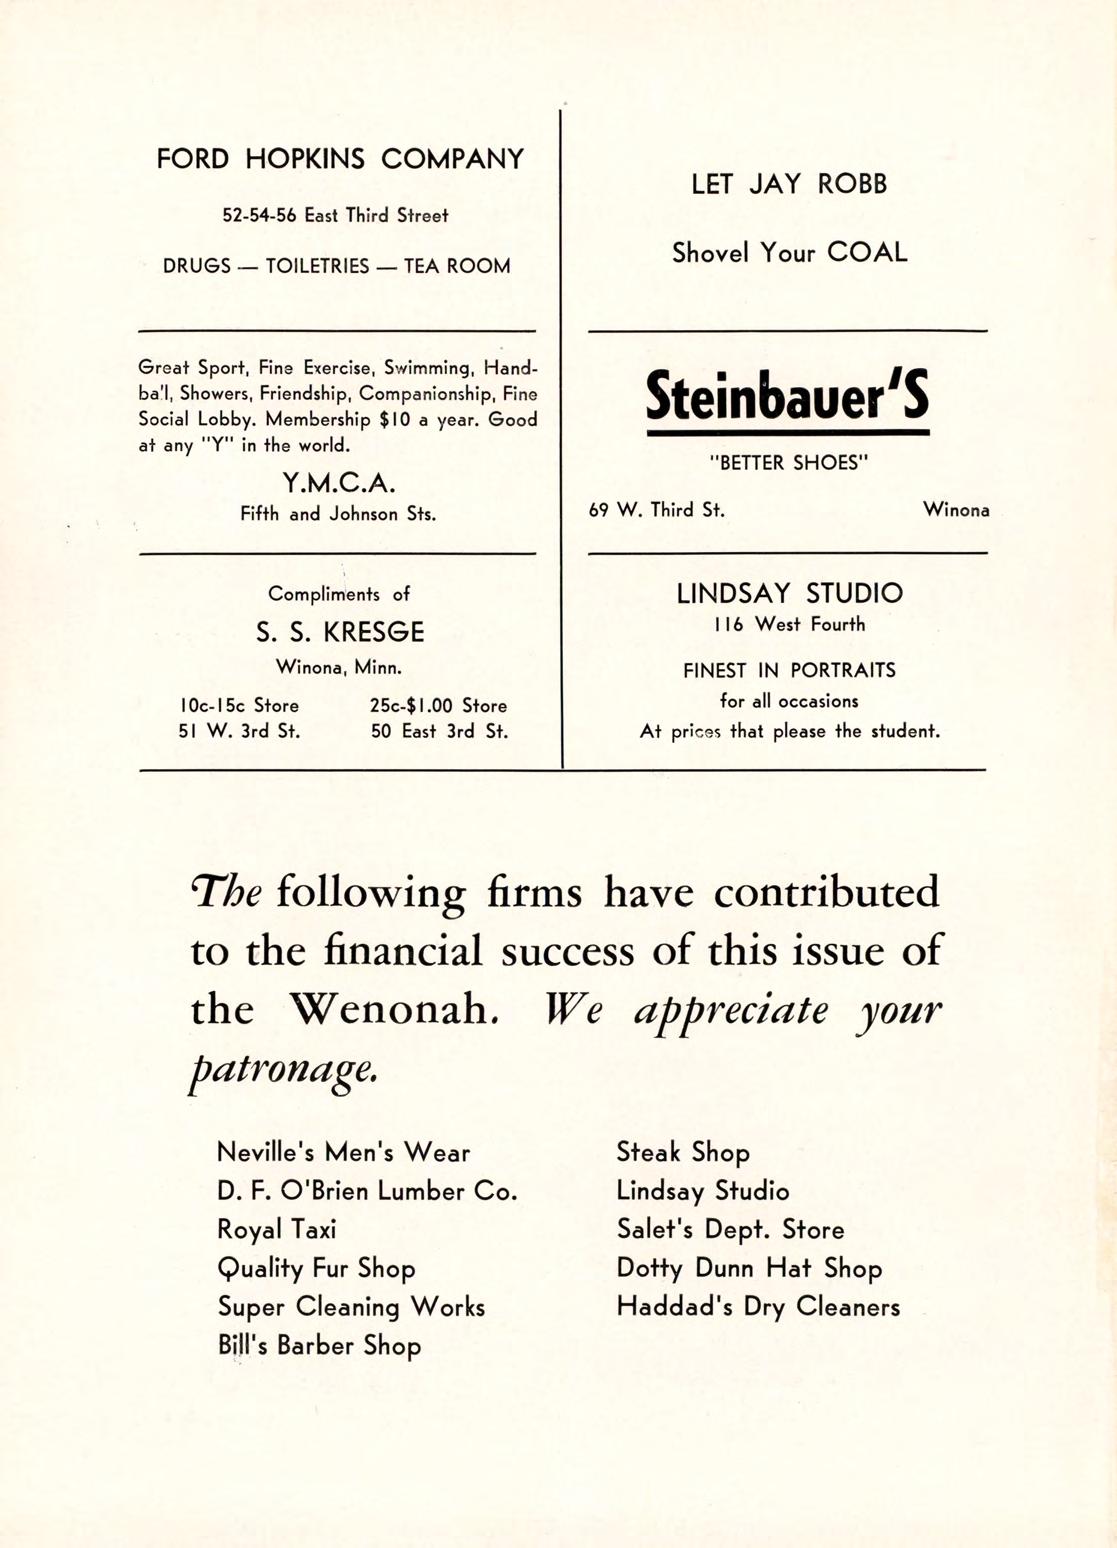 FORD HOPKINS COMPANY
52-54-56 East Third Street
DRUGS — TOILETRIES — TEA ROOM
Great Sport, Fine Exercise, Swimming, Hand-
ba'l, Showers, Friendship, Companionship, Fine
Social Lobby. Membership $10 a year. Good
at any "Y" in the world.
Y.M.C.A.
Fifth and Johnson Sts.
Compliments of
S. S. KRESGE
Winona, Minn.
10c-15c Store 25c-$1.00 Store
51 W. 3rd St. 50 East 3rd St.
LET JAY ROBB
Shovel Your COAL
Steinbauer'S
"BETTER SHOES"
69 W. Third St. Winona
LINDSAY STUDIO
116 West Fourth
FINEST IN PORTRAITS
for all occasions
At prices that please the student.
The following firms have contributed
to the financial success of this issue of
the Wenonah. We appreciate your
patronage.
Neville's Men's Wear
D. F. O'Brien Lumber Co.
Royal Taxi
Quality Fur Shop
Super Cleaning Works
Bill's Barber Shop
Steak Shop
Lindsay Studio
Salet's Dept. Store
Dotty Dunn Hat Shop
Haddad's Dry Cleaners